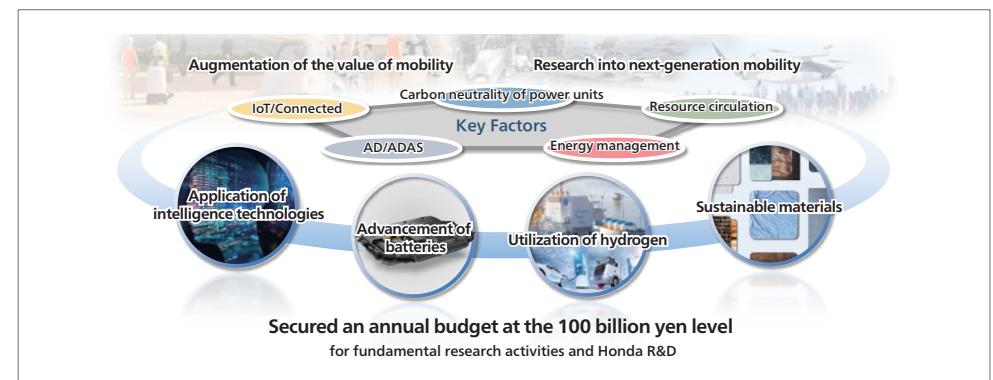 Augmentation of the value of mobility
Research into next-generation mobility
Carbon neutrality of power units
IoT/Connected
Resource circulation
Key Factors
AD/ADAS
Energy management
Application of
intelligence technologies
Advancement of
batteries
Utilization of hydrogen
Sustainable materials
Secured an annual budget at the 100 billion yen level
for fundamental research activities and Honda R&D